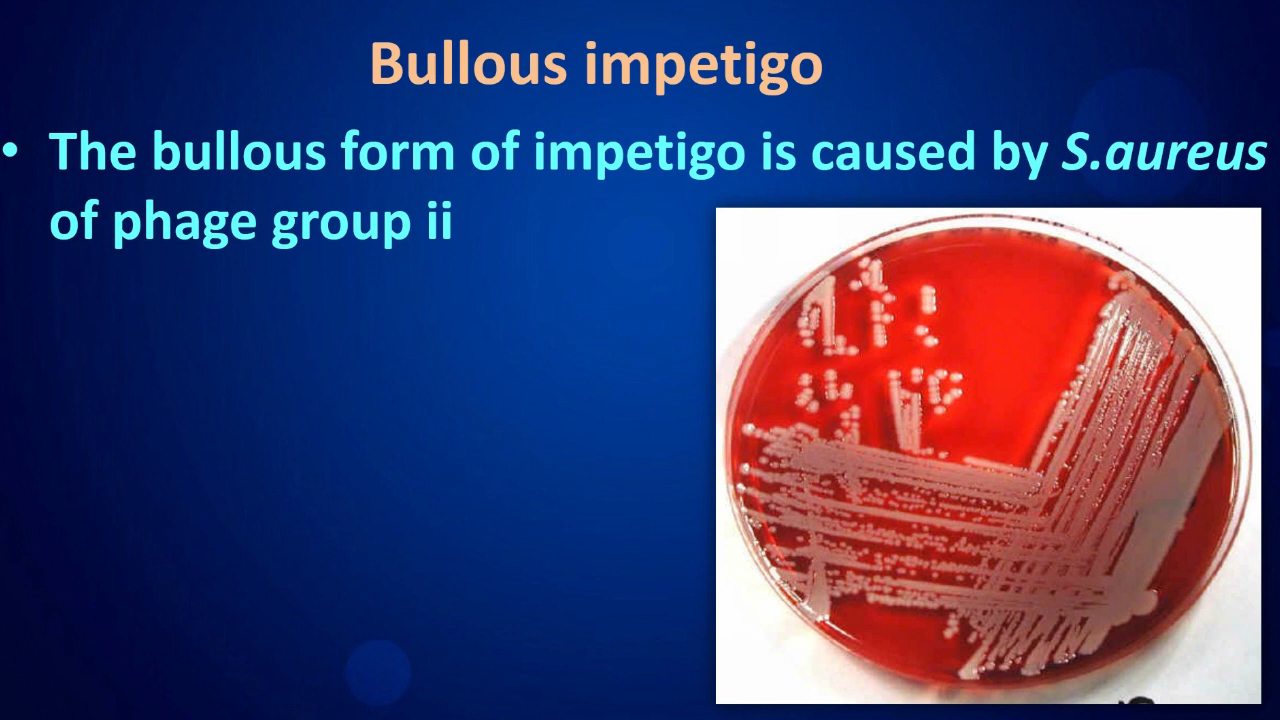 Bullous impetigo
• The bullous form of impetigo is caused by S.aureus
of phage group ii